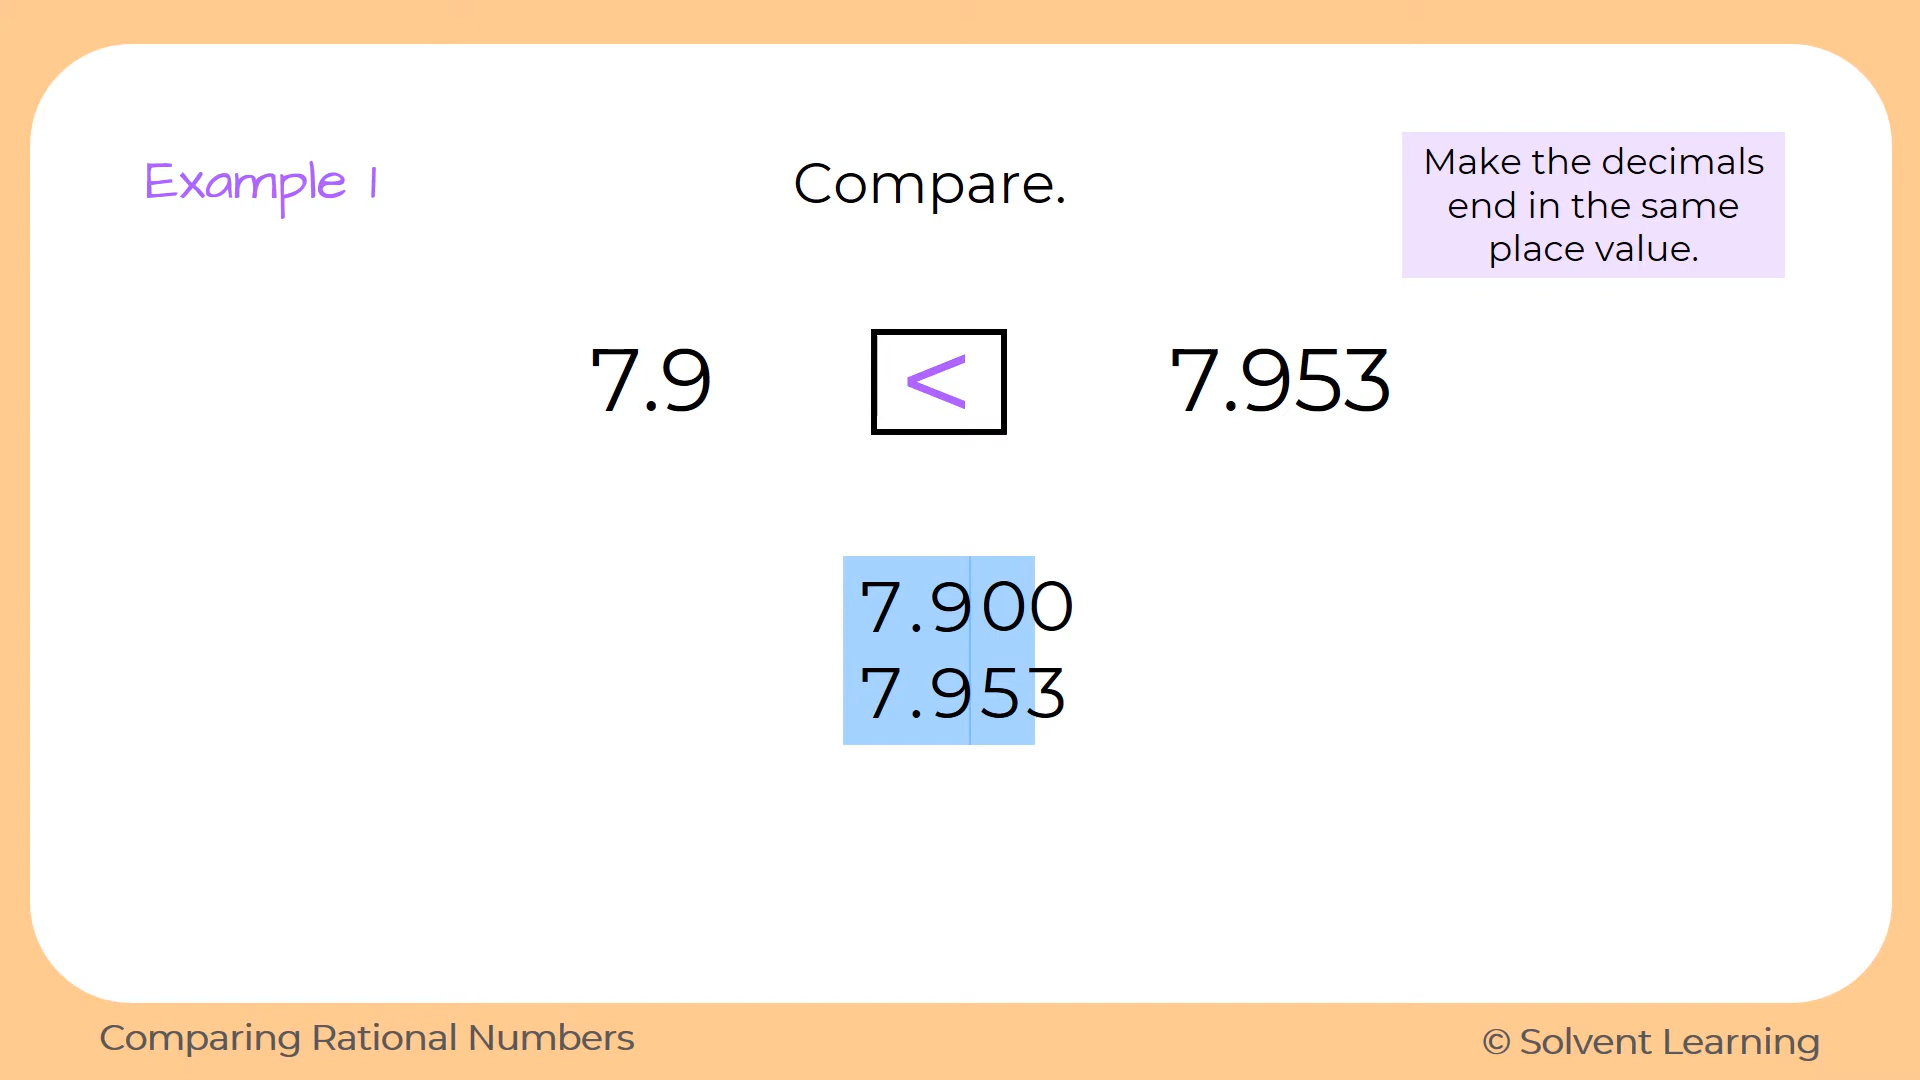 Example 1
Compare.
Make the decimals
end in the same
place value.
7.9 < 7.953
7.900
7.953
Comparing Rational Numbers
© Solvent Learning